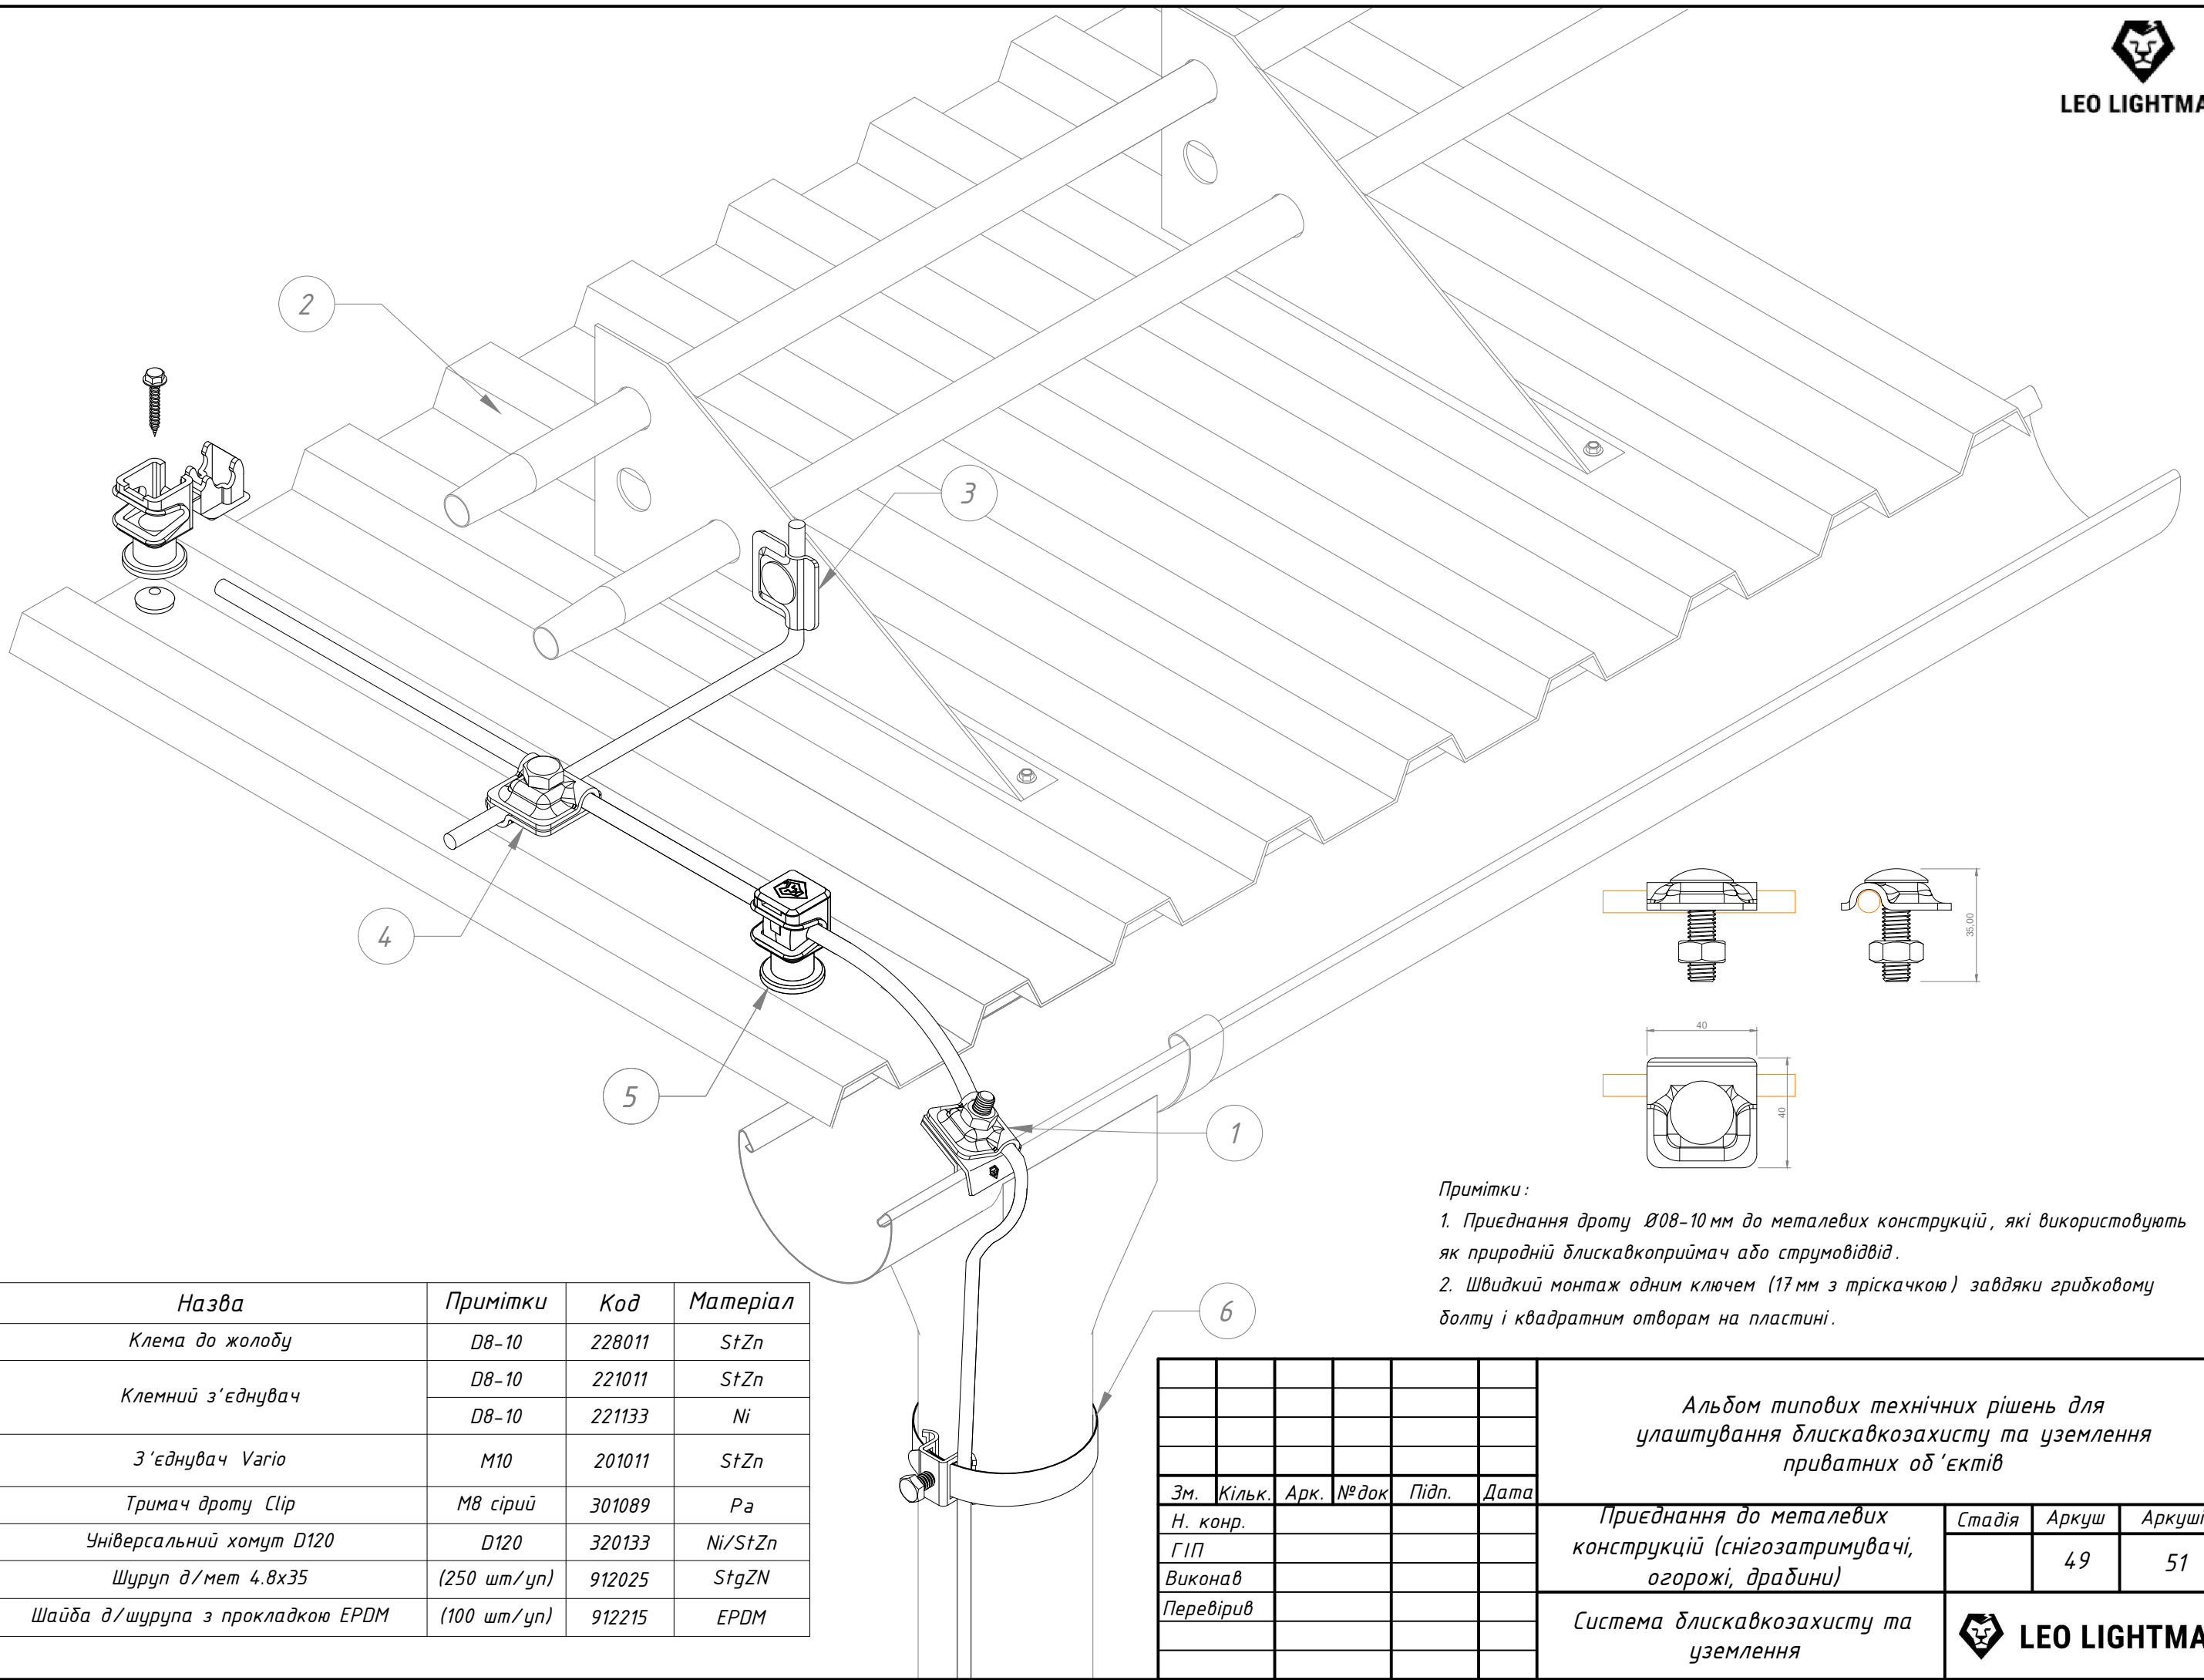 LEO LIGHTMA
2
3
4
5
1
6
35,00
40
40
Примітки:
1. Приєднання дроту Ø08-10 мм до металевих конструкцій, які використовують
як природній блискавкоприймач або струмовідвід.
2. Швидкий монтаж одним ключем (17 мм з тріскачкою) завдяки грибковому
болту і квадратним отворам на пластині.
Назва Примітки Код Матеріал
Клема до жолобу D8-10 228011 StZn
Клемний з'єднувач D8-10 221011 StZn
D8-10 221133 Ni
З'єднувач Vario M10 201011 StZn
Тримач дроту Clip M8 сірий 301089 Pa
Універсальний хомут D120 D120 320133 Ni/StZn
Шуруп д/мет 4.8x35 (250 шт/уп) 912025 StgZN
Шайба д/шурупа з прокладкою EPDM (100 шт/уп) 912215 EPDM
Альбом типових технічних рішень для
улаштування блискавкозахисту та уземлення
приватних об'єктів
Зм. Кільк. Арк. № док Підп. Дата
Н. конр.
ГІП
Виконав
Перевірив
Приєднання до металевих
конструкцій (снігозатримувачі,
огорожі, драбини)
Стадія Аркуш Аркуші
49 51
Система блискавкозахисту та
уземлення
LEO LIGHTMA